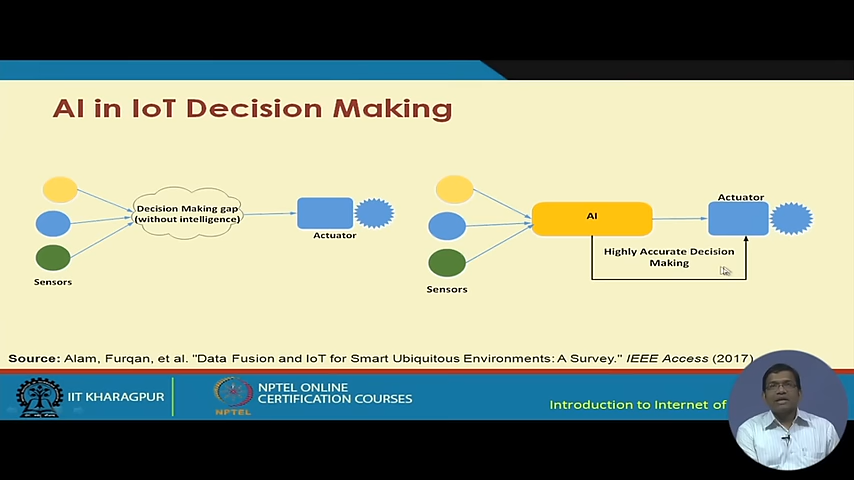 AI in IoT Decision Making
Decision Making gap
(without intelligence)
Actuator
Sensors
AI
Actuator
Highly Accurate Decision
Making
Sensors
Source: Alam, Furqan, et al. "Data Fusion and IoT for Smart Ubiquitous Environments: A Survey." IEEE Access (2017)
IIT KHARAGPUR
NPTEL
NPTEL ONLINE
CERTIFICATION COURSES
Introduction to Internet of